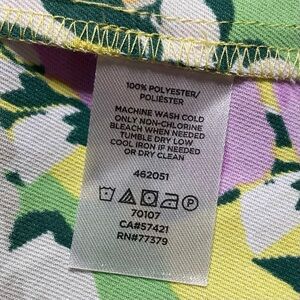 100% POLYESTER/
POLIÉSTER
MACHINE WASH COLD
ONLY NON-CHLORINE
BLEACH WHEN NEEDED
TUMBLE DRY LOW
COOL IRON IF NEEDED
OR DRY CLEAN
462051
70107
CA#57421
RN#77379